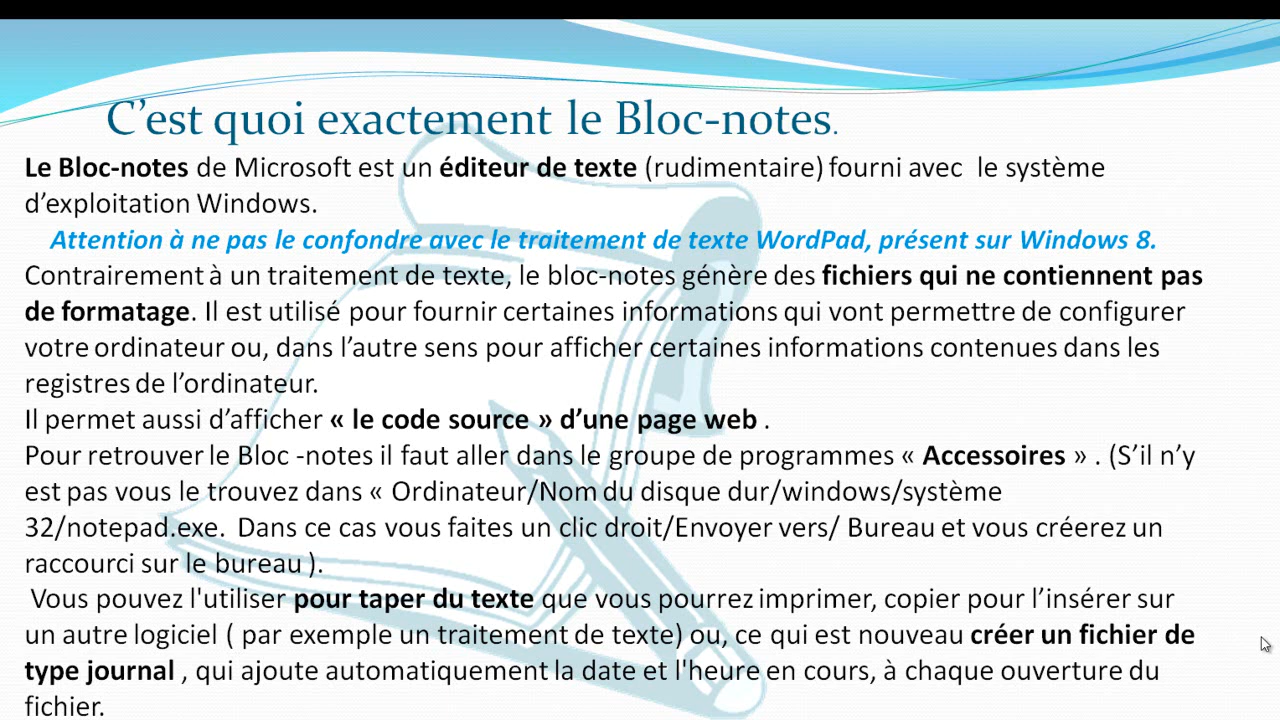 C’est quoi exactement le Bloc-notes.
Le Bloc-notes de Microsoft est un éditeur de texte (rudimentaire) fourni avec le système
d’exploitation Windows.
Attention à ne pas le confondre avec le traitement de texte WordPad, présent sur Windows 8.
Contrairement à un traitement de texte, le bloc-notes génère des fichiers qui ne contiennent pas
de formatage. Il est utilisé pour fournir certaines informations qui vont permettre de configurer
votre ordinateur ou, dans l’autre sens pour afficher certaines informations contenues dans les
registres de l’ordinateur.
Il permet aussi d’afficher « le code source » d’une page web .
Pour retrouver le Bloc -notes il faut aller dans le groupe de programmes « Accessoires » . (S’il n’y
est pas vous le trouvez dans « Ordinateur/Nom du disque dur/windows/système
32/notepad.exe. Dans ce cas vous faites un clic droit/Envoyer vers/ Bureau et vous créerez un
raccourci sur le bureau ).
Vous pouvez l'utiliser pour taper du texte que vous pourrez imprimer, copier pour l’insérer sur
un autre logiciel ( par exemple un traitement de texte) ou, ce qui est nouveau créer un fichier de
type journal , qui ajoute automatiquement la date et l'heure en cours, à chaque ouverture du
fichier.